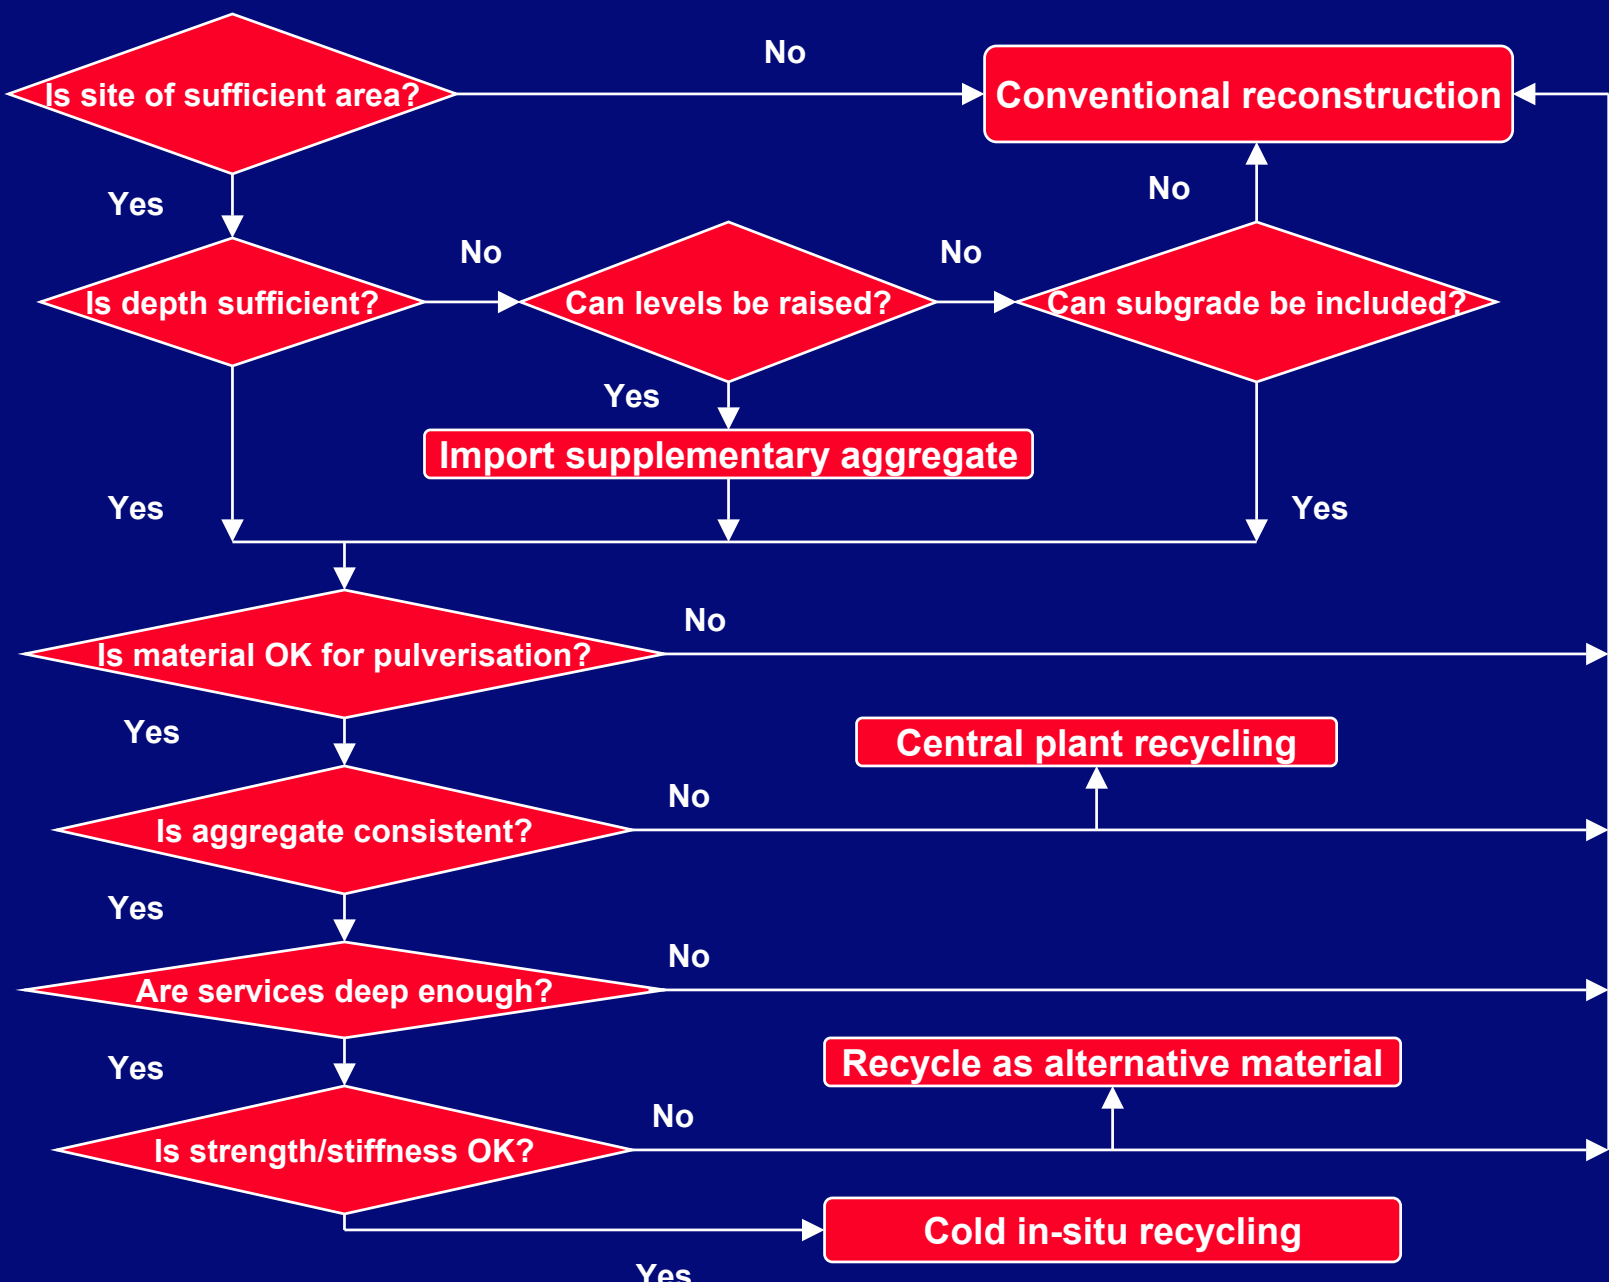 No
Is site of sufficient area?
Conventional reconstruction
Yes
No
No
No
Is depth sufficient?
Can levels be raised?
Can subgrade be included?
Yes
Import supplementary aggregate
Yes
Yes
No
Is material OK for pulverisation?
Yes
Central plant recycling
No
Is aggregate consistent?
Yes
No
Are services deep enough?
Yes
Recycle as alternative material
No
Is strength/stiffness OK?
Cold in-situ recycling
Yes